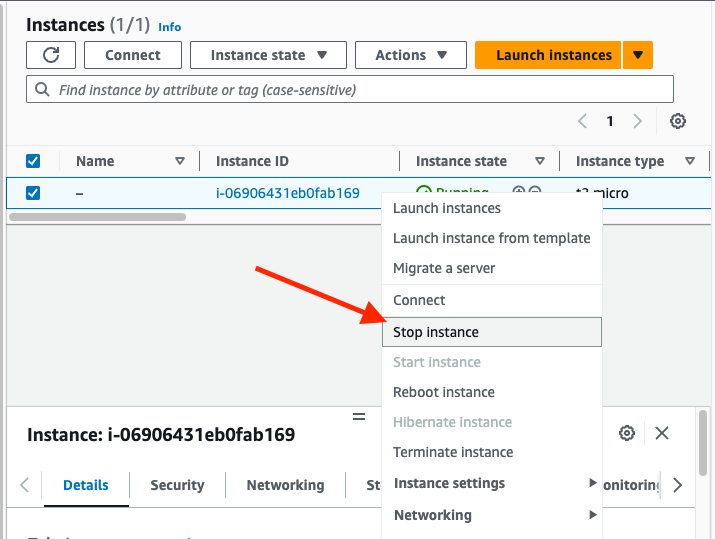 Instances (1/1) Info
Connect Instance state Actions Launch instances
Find instance by attribute or tag (case-sensitive)
1
Name Instance ID Instance state Instance type
– i-06906431eb0fab169 Running t2.micro
Launch instances
Launch instance from template
Migrate a server
Connect
Stop instance
Start instance
Reboot instance
Hibernate instance
Terminate instance
Instance settings
Networking
Instance: i-06906431eb0fab169
Details Security Networking St onitoring